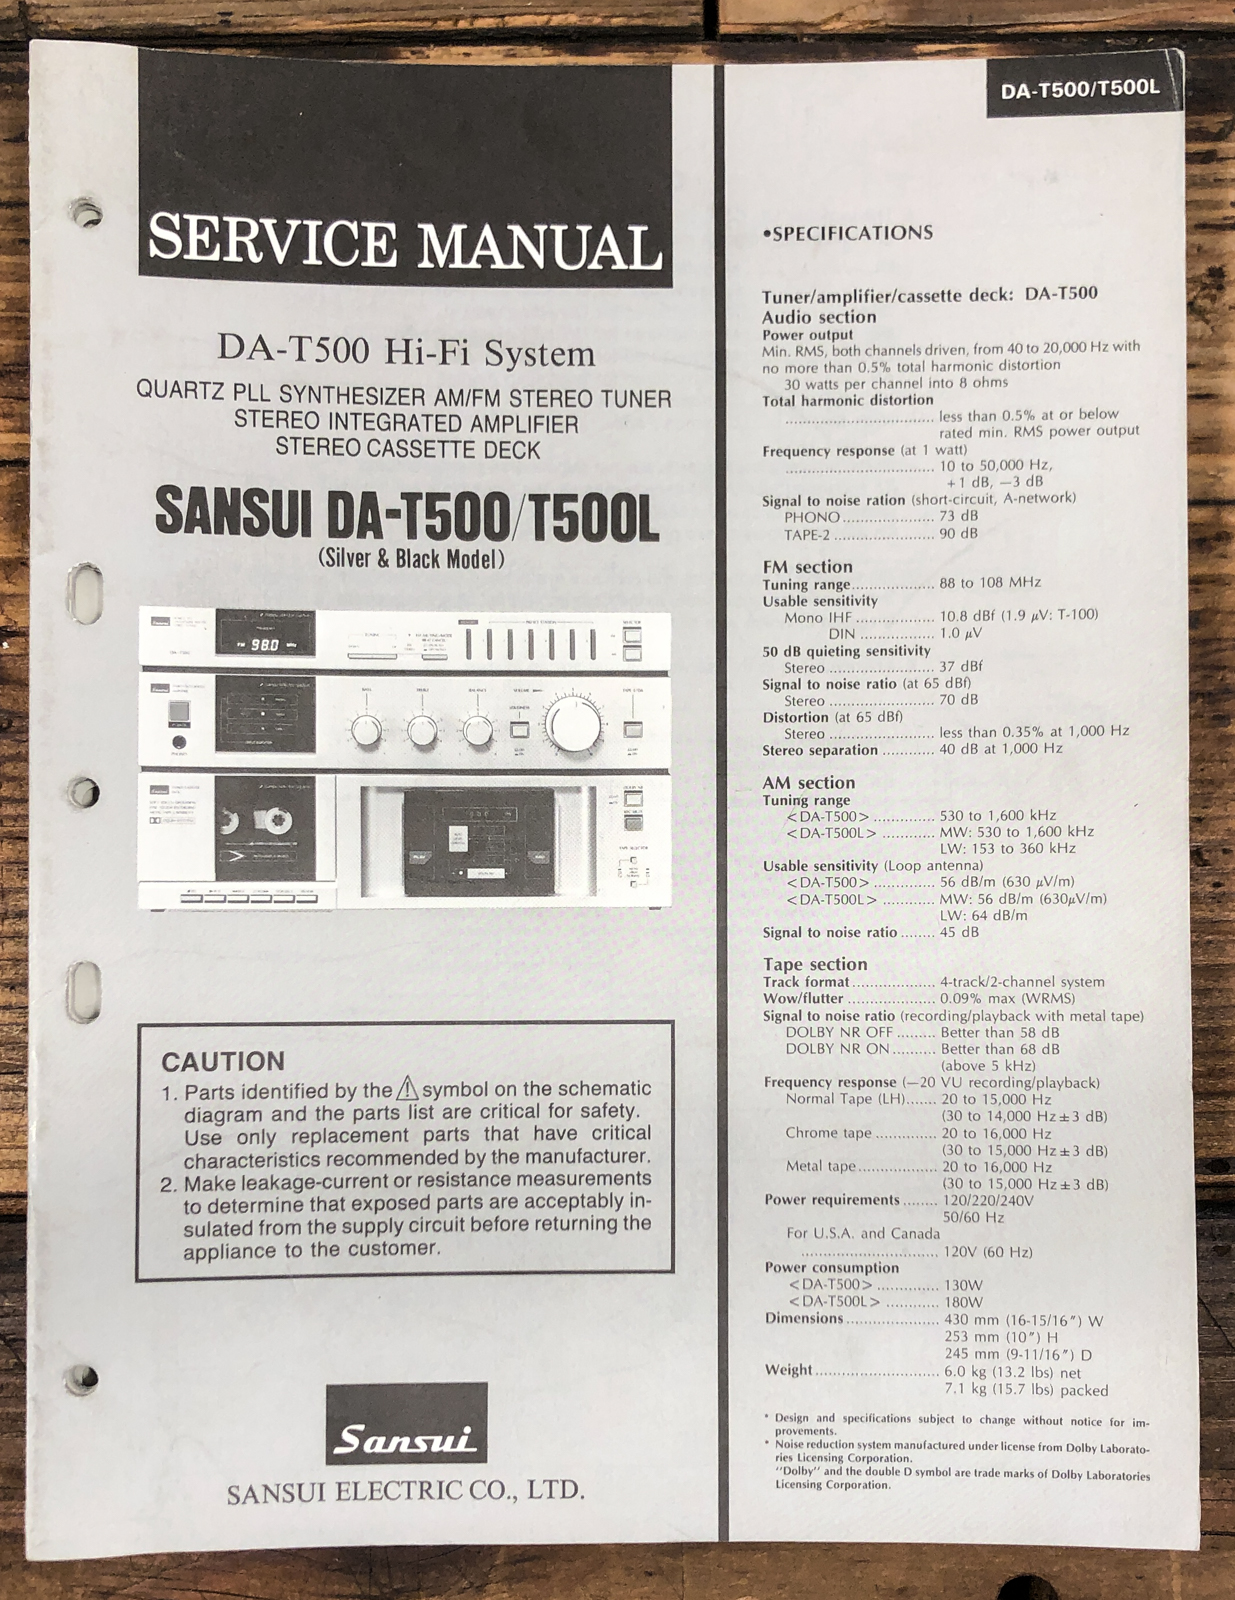 SERVICE MANUAL
DA-T500 Hi-Fi System
QUARTZ PLL SYNTHESIZER AM/FM STEREO TUNER
STEREO INTEGRATED AMPLIFIER
STEREO CASSETTE DECK
SANSUI DA-T500/T500L
(Silver & Black Model)
98.0
CAUTION
1. Parts identified by the ⚠ symbol on the schematic
diagram and the parts list are critical for safety.
Use only replacement parts that have critical
characteristics recommended by the manufacturer.
2. Make leakage-current or resistance measurements
to determine that exposed parts are acceptably in-
sulated from the supply circuit before returning the
appliance to the customer.
Sansui
SANSUI ELECTRIC CO., LTD.
DA-T500/T500L
•SPECIFICATIONS
Tuner/amplifier/cassette deck: DA-T500
Audio section
Power output
Min. RMS, both channels driven, from 40 to 20,000 Hz with
no more than 0.5% total harmonic distortion
30 watts per channel into 8 ohms
Total harmonic distortion
................................ less than 0.5% at or below
rated min. RMS power output
Frequency response (at 1 watt)
................................ 10 to 50,000 Hz,
+1 dB, −3 dB
Signal to noise ration (short-circuit, A-network)
PHONO.................... 73 dB
TAPE-2 ...................... 90 dB
FM section
Tuning range.................. 88 to 108 MHz
Usable sensitivity
Mono IHF ................. 10.8 dBf (1.9 μV: T-100)
DIN ................ 1.0 μV
50 dB quieting sensitivity
Stereo ....................... 37 dBf
Signal to noise ratio (at 65 dBf)
Stereo ....................... 70 dB
Distortion (at 65 dBf)
Stereo ....................... less than 0.35% at 1,000 Hz
Stereo separation ........... 40 dB at 1,000 Hz
AM section
Tuning range
<DA-T500> ............. 530 to 1,600 kHz
<DA-T500L> ........... MW: 530 to 1,600 kHz
LW: 153 to 360 kHz
Usable sensitivity (Loop antenna)
<DA-T500> ............. 56 dB/m (630 μV/m)
<DA-T500L> ........... MW: 56 dB/m (630μV/m)
LW: 64 dB/m
Signal to noise ratio ........ 45 dB
Tape section
Track format .................. 4-track/2-channel system
Wow/flutter ................... 0.09% max (WRMS)
Signal to noise ratio (recording/playback with metal tape)
DOLBY NR OFF ......... Better than 58 dB
DOLBY NR ON.......... Better than 68 dB
(above 5 kHz)
Frequency response (−20 VU recording/playback)
Normal Tape (LH)....... 20 to 15,000 Hz
(30 to 14,000 Hz±3 dB)
Chrome tape .............. 20 to 16,000 Hz
(30 to 15,000 Hz±3 dB)
Metal tape.................. 20 to 16,000 Hz
(30 to 15,000 Hz±3 dB)
Power requirements ........ 120/220/240V
50/60 Hz
For U.S.A. and Canada
.............................. 120V (60 Hz)
Power consumption
<DA-T500> .............. 130W
<DA-T500L> ............ 180W
Dimensions .................... 430 mm (16-15/16″) W
253 mm (10″) H
245 mm (9-11/16″) D
Weight ........................... 6.0 kg (13.2 lbs) net
7.1 kg (15.7 lbs) packed
* Design and specifications subject to change without notice for im-
provements.
* Noise reduction system manufactured under license from Dolby Laborato-
ries Licensing Corporation.
"Dolby" and the double D symbol are trade marks of Dolby Laboratories
Licensing Corporation.